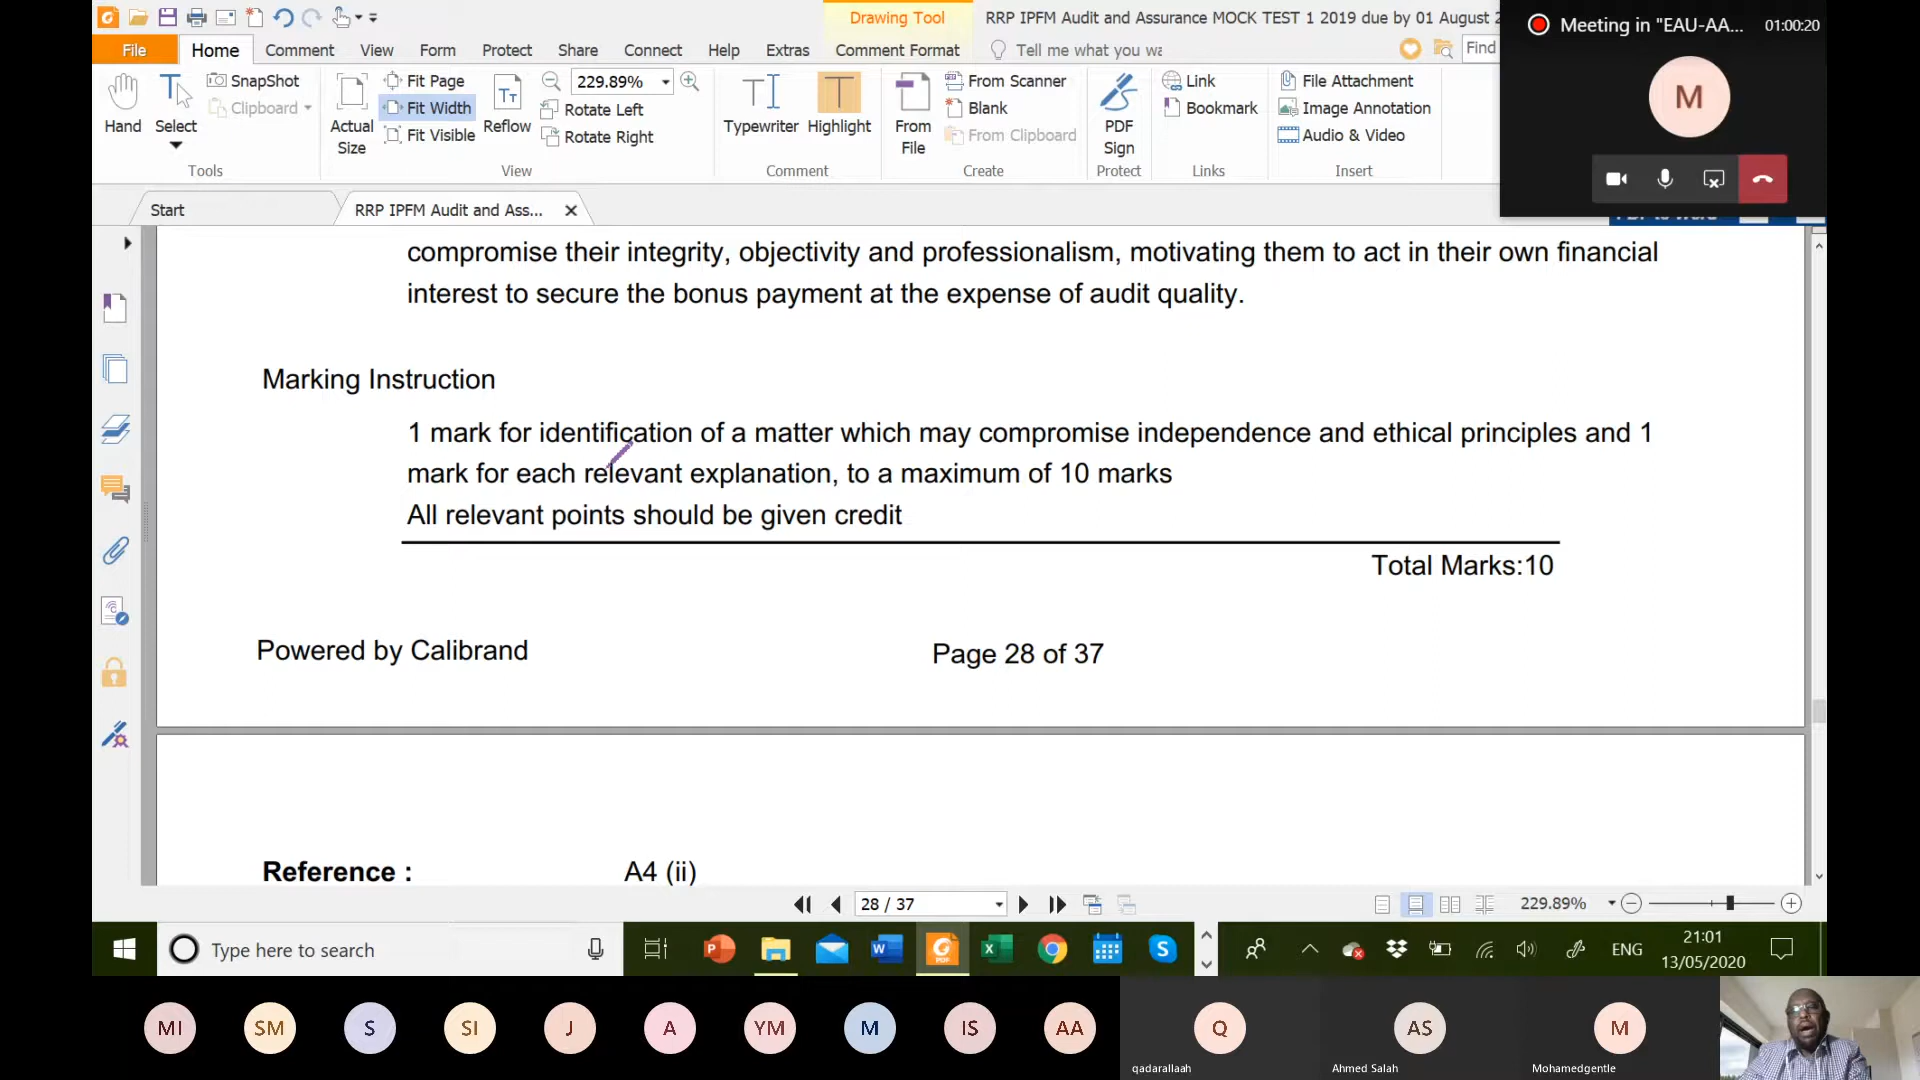 Drawing Tool
RRP IPFM Audit and Assurance MOCK TEST 1 2019 due by 01 August 2
Meeting in "EAU-AA...
01:00:20
File
Home
Comment
View
Form
Protect
Share
Connect
Help
Extras
Comment Format
Tell me what you wa
Find
M
Hand
Select
SnapShot
Clipboard
Tools
Actual
Size
Fit Page
Fit Width
Fit Visible
Reflow
229.89%
Rotate Left
Rotate Right
View
Typewriter
Highlight
Comment
From
File
From Scanner
Blank
From Clipboard
Create
PDF
Sign
Protect
Link
Bookmark
Links
File Attachment
Image Annotation
Audio & Video
Insert
Start
RRP IPFM Audit and Ass...
compromise their integrity, objectivity and professionalism, motivating them to act in their own financial
interest to secure the bonus payment at the expense of audit quality.
Marking Instruction
1 mark for identification of a matter which may compromise independence and ethical principles and 1
mark for each relevant explanation, to a maximum of 10 marks
All relevant points should be given credit
Total Marks:10
Powered by Calibrand
Page 28 of 37
Reference :
A4 (ii)
28 / 37
229.89%
Type here to search
ENG
21:01
13/05/2020
MI
SM
S
SI
J
A
YM
M
IS
AA
Q
AS
M
qadarallaah
Ahmed Salah
Mohamedgentle